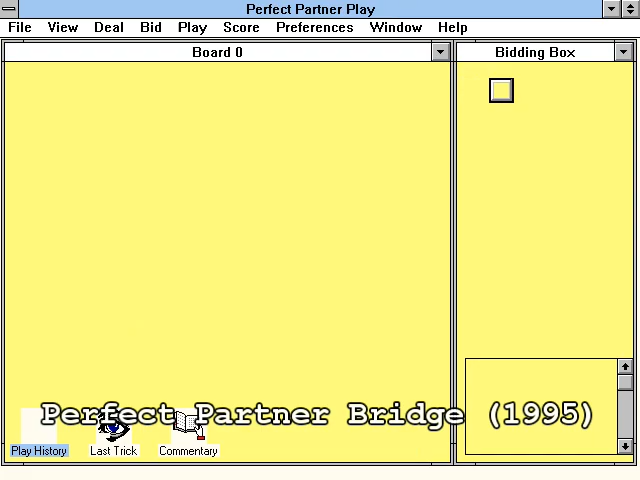 Perfect Partner Play
File View Deal Bid Play Score Preferences Window Help
Board 0
Bidding Box
Perfect Partner Bridge (1995)
Play History Last Trick Commentary